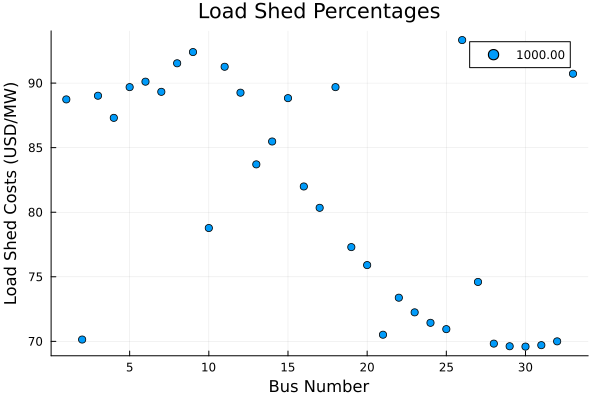 Load Shed Percentages
1000.00
Load Shed Costs (USD/MW)
90
85
80
75
70
5 10 15 20 25 30
Bus Number